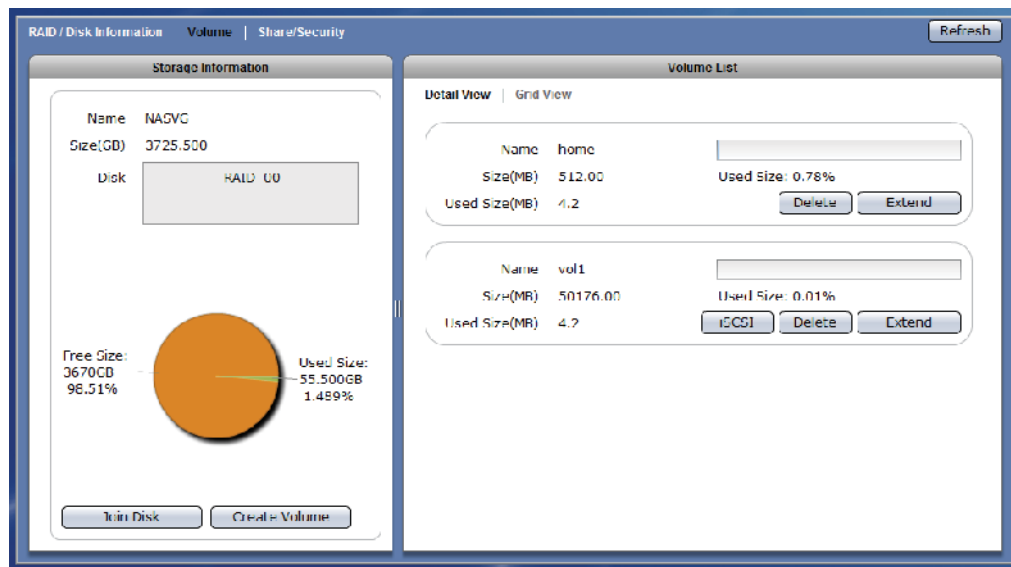 RAID / Disk Information Volume | Share/Security Refresh
Storage Information
Name NASVG
Size(GB) 3725.500
Disk RAID 00
Free Size:
3670GB
98.51%
Used Size:
55.500GB
1.489%
Join Disk Create Volume
Volume List
Detail View | Grid View
Name home
Size(MB) 512.00 Used Size: 0.78%
Used Size(MB) 4.2 Delete Extend
Name vol1
Size(MB) 50176.00 Used Size: 0.01%
Used Size(MB) 4.2 iSCSI Delete Extend